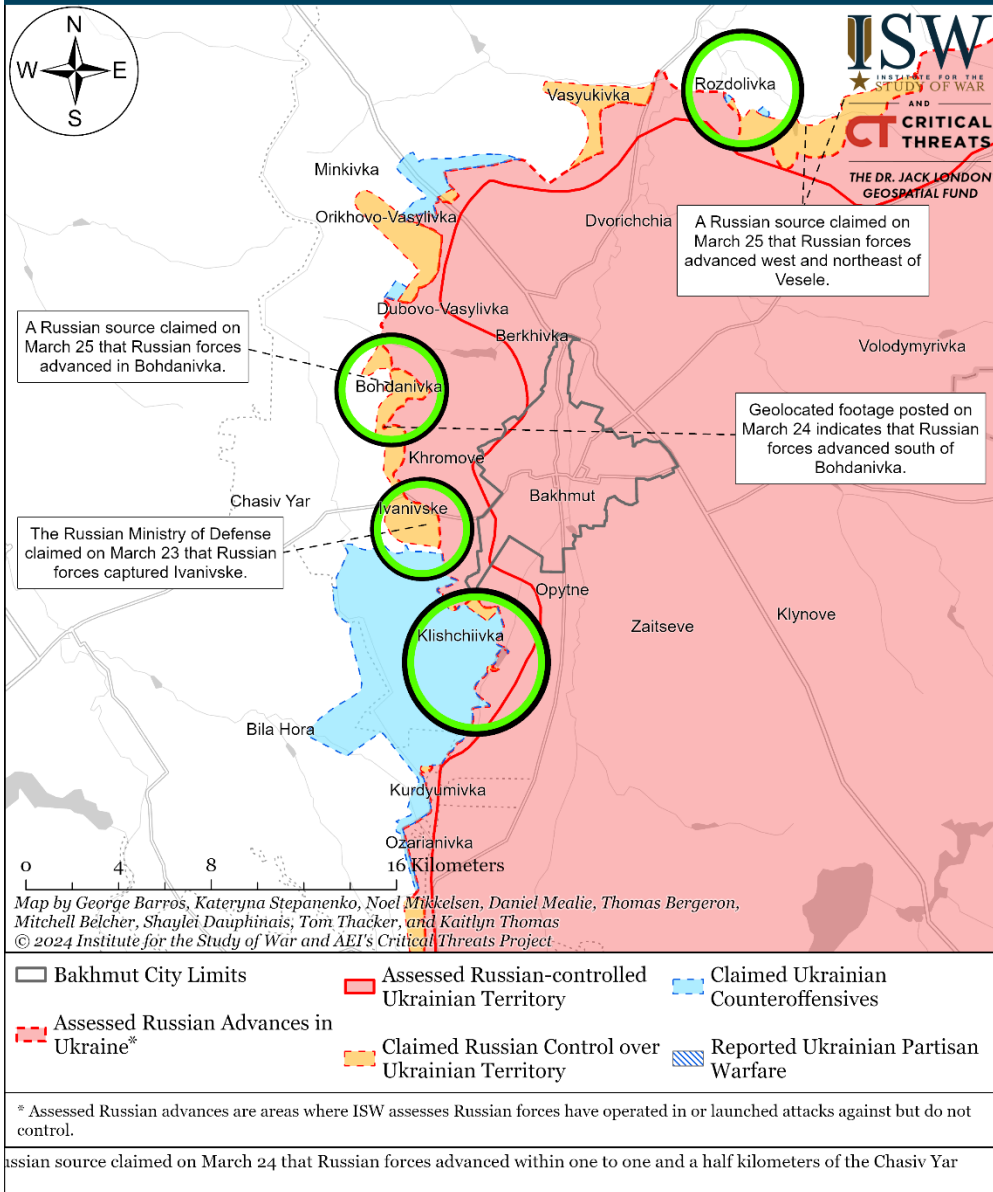 N
W
E
S
ISW
INSTITUTE FOR THE
STUDY OF WAR
AND
CT CRITICAL
THREATS
THE DR. JACK LONDON
GEOSPATIAL FUND
Rozdolivka
Vasyukivka
Minkivka
Orikhovo-Vasylivka
Dvorichchia
A Russian source claimed on
March 25 that Russian forces
advanced west and northeast of
Vesele.
Dubovo-Vasylivka
Berkhivka
Volodymyrivka
A Russian source claimed on
March 25 that Russian forces
advanced in Bohdanivka.
Bohdanivka
Geolocated footage posted on
March 24 indicates that Russian
forces advanced south of
Bohdanivka.
Khromove
Chasiv Yar
Bakhmut
Ivanivske
The Russian Ministry of Defense
claimed on March 23 that Russian
forces captured Ivanivske.
Opytne
Klynove
Zaitseve
Klishchiivka
Bila Hora
Kurdyumivka
Ozarianivka
0 4 8 16 Kilometers
Map by George Barros, Kateryna Stepanenko, Noel Mikkelsen, Daniel Mealie, Thomas Bergeron,
Mitchell Belcher, Shaylei Dauphinais, Tom Thacker, and Kaitlyn Thomas
© 2024 Institute for the Study of War and AEI's Critical Threats Project
Bakhmut City Limits
Assessed Russian Advances in
Ukraine*
Assessed Russian-controlled
Ukrainian Territory
Claimed Russian Control over
Ukrainian Territory
Claimed Ukrainian
Counteroffensives
Reported Ukrainian Partisan
Warfare
* Assessed Russian advances are areas where ISW assesses Russian forces have operated in or launched attacks against but do not
control.
ussian source claimed on March 24 that Russian forces advanced within one to one and a half kilometers of the Chasiv Yar